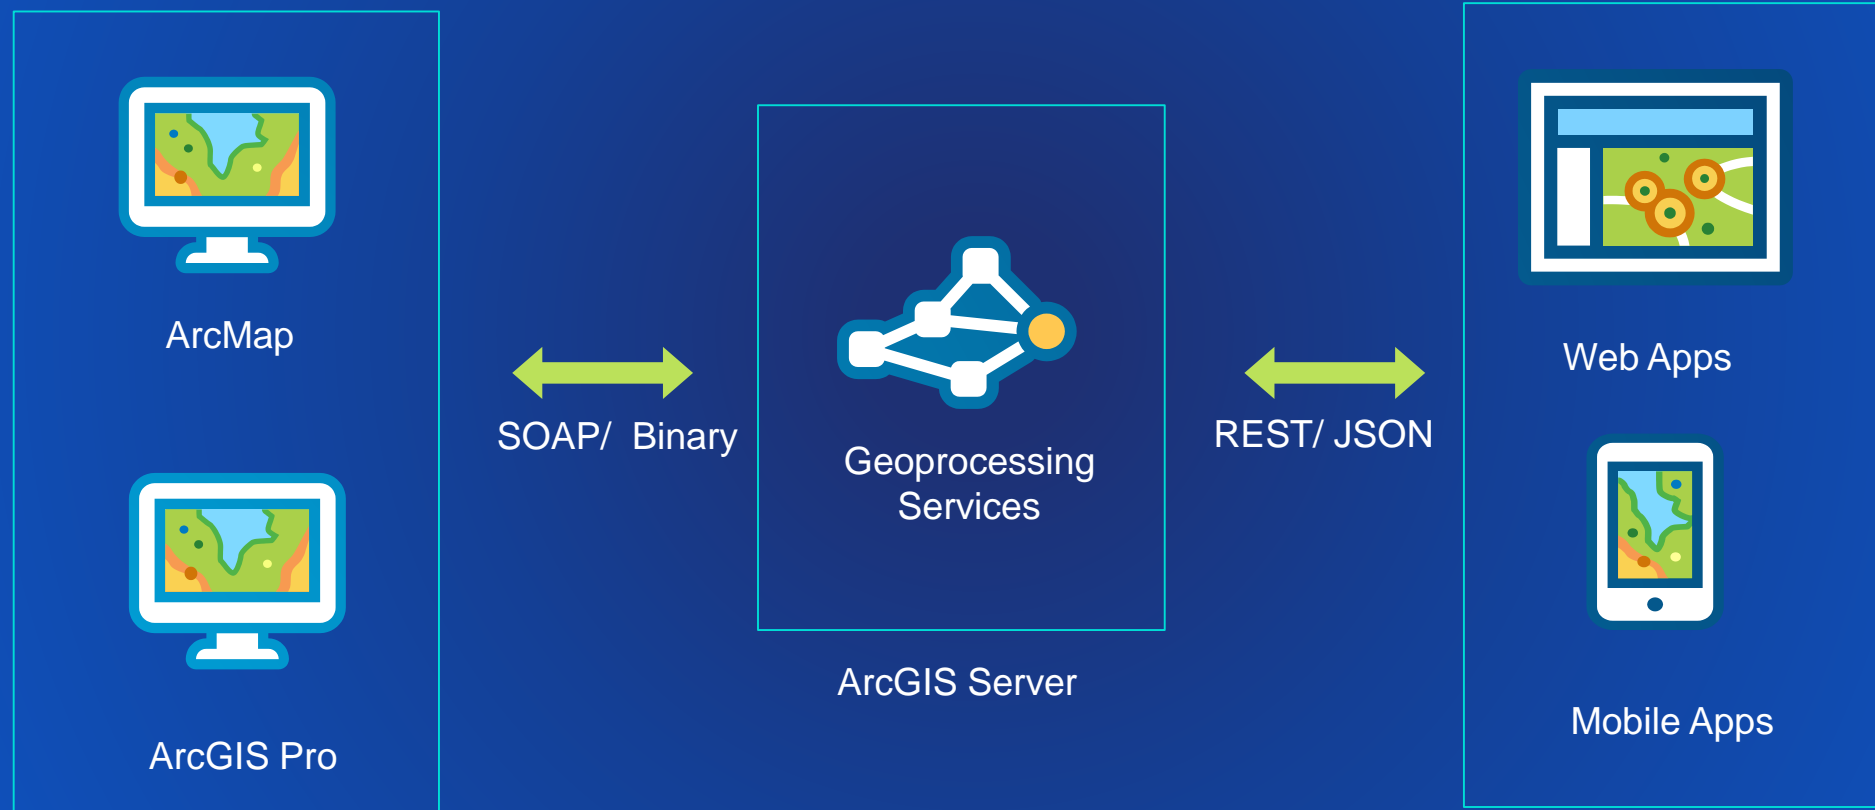 ArcMap
ArcGIS Pro
SOAP/ Binary
Geoprocessing
Services
ArcGIS Server
REST/ JSON
Web Apps
Mobile Apps